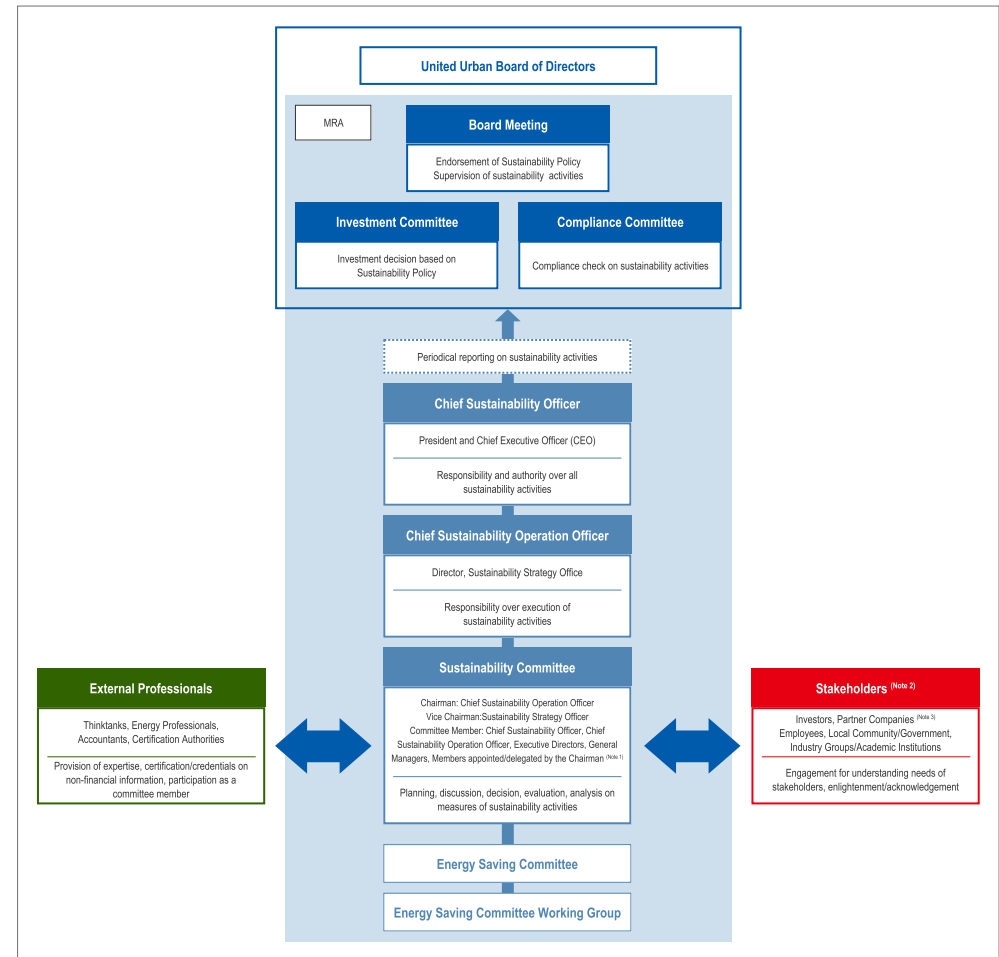 United Urban Board of Directors
MRA
Board Meeting
Endorsement of Sustainability Policy
Supervision of sustainability activities
Investment Committee
Investment decision based on
Sustainability Policy
Compliance Committee
Compliance check on sustainability activities
Periodical reporting on sustainability activities
Chief Sustainability Officer
President and Chief Executive Officer (CEO)
Responsibility and authority over all
sustainability activities
Chief Sustainability Operation Officer
Director, Sustainability Strategy Office
Responsibility over execution of
sustainability activities
External Professionals
Thinktanks, Energy Professionals,
Accountants, Certification Authorities
Provision of expertise, certification/credentials on
non-financial information, participation as a
committee member
Sustainability Committee
Chairman: Chief Sustainability Operation Officer
Vice Chairman:Sustainability Strategy Officer
Committee Member: Chief Sustainability Officer, Chief
Sustainability Operation Officer, Executive Directors, General
Managers, Members appointed/delegated by the Chairman (Note 1)
Planning, discussion, decision, evaluation, analysis on
measures of sustainability activities
Stakeholders (Note 2)
Investors, Partner Companies (Note 3)
Employees, Local Community/Government,
Industry Groups/Academic Institutions
Engagement for understanding needs of
stakeholders, enlightenment/acknowledgement
Energy Saving Committee
Energy Saving Committee Working Group